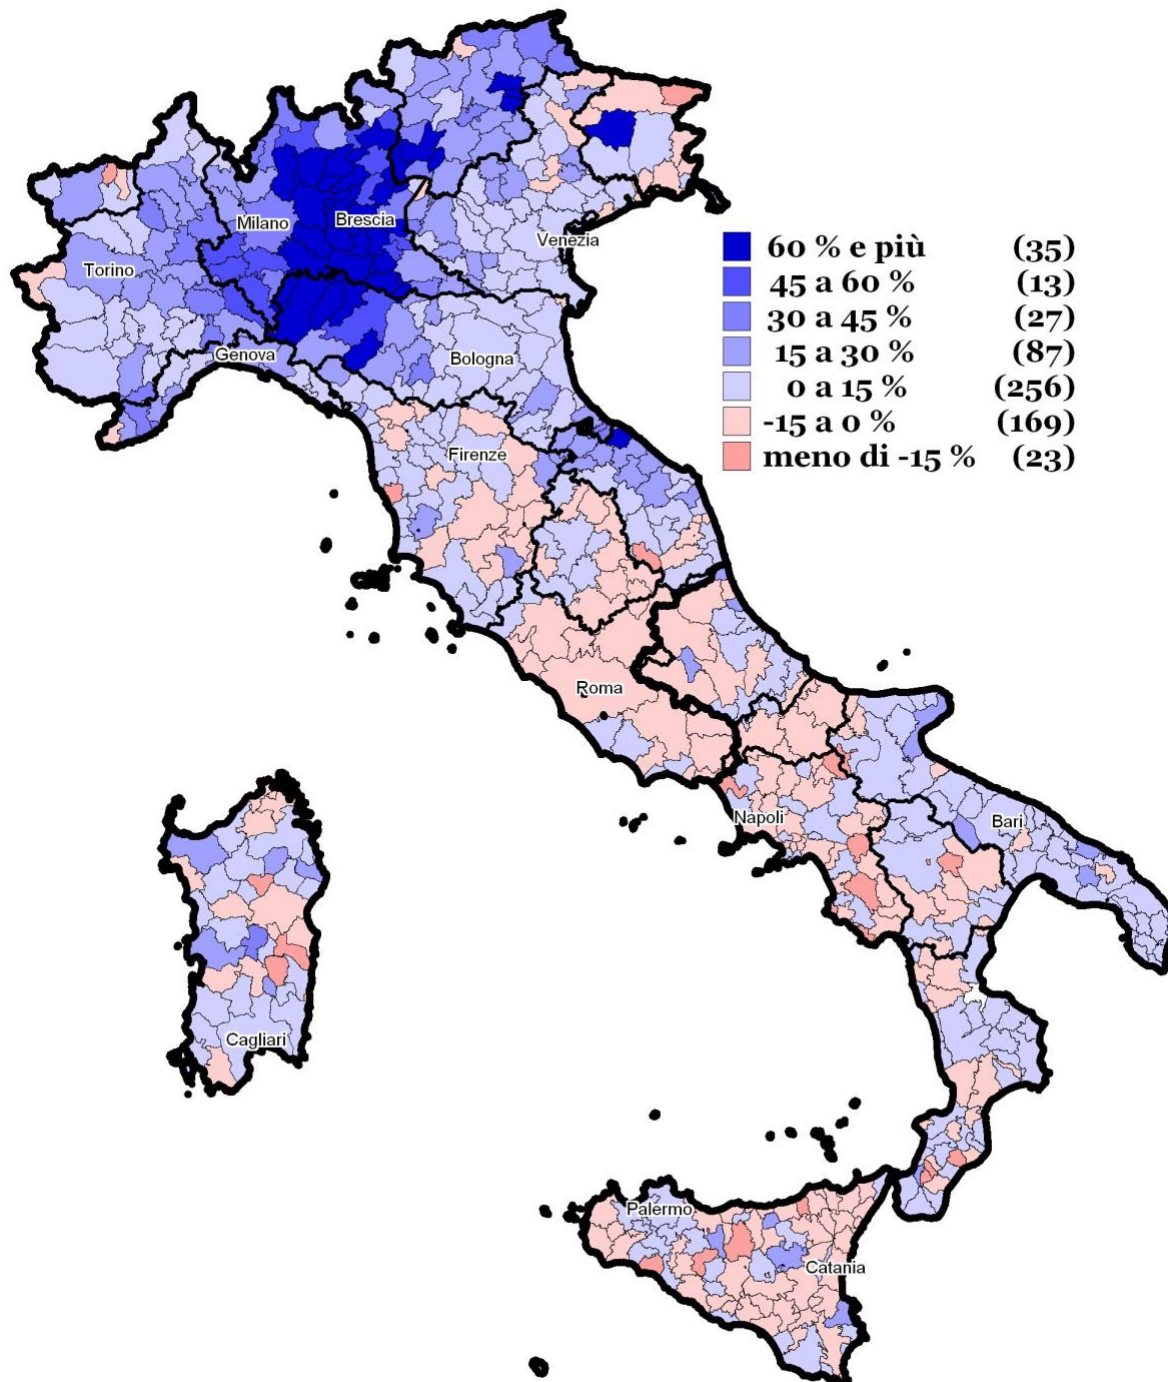 Milano
Brescia
Venezia
Torino
Genova
Bologna
Firenze
Roma
Napoli
Bari
Cagliari
Palermo
Catania
60 % e più (35)
45 a 60 % (13)
30 a 45 % (27)
15 a 30 % (87)
0 a 15 % (256)
-15 a 0 % (169)
meno di -15 % (23)